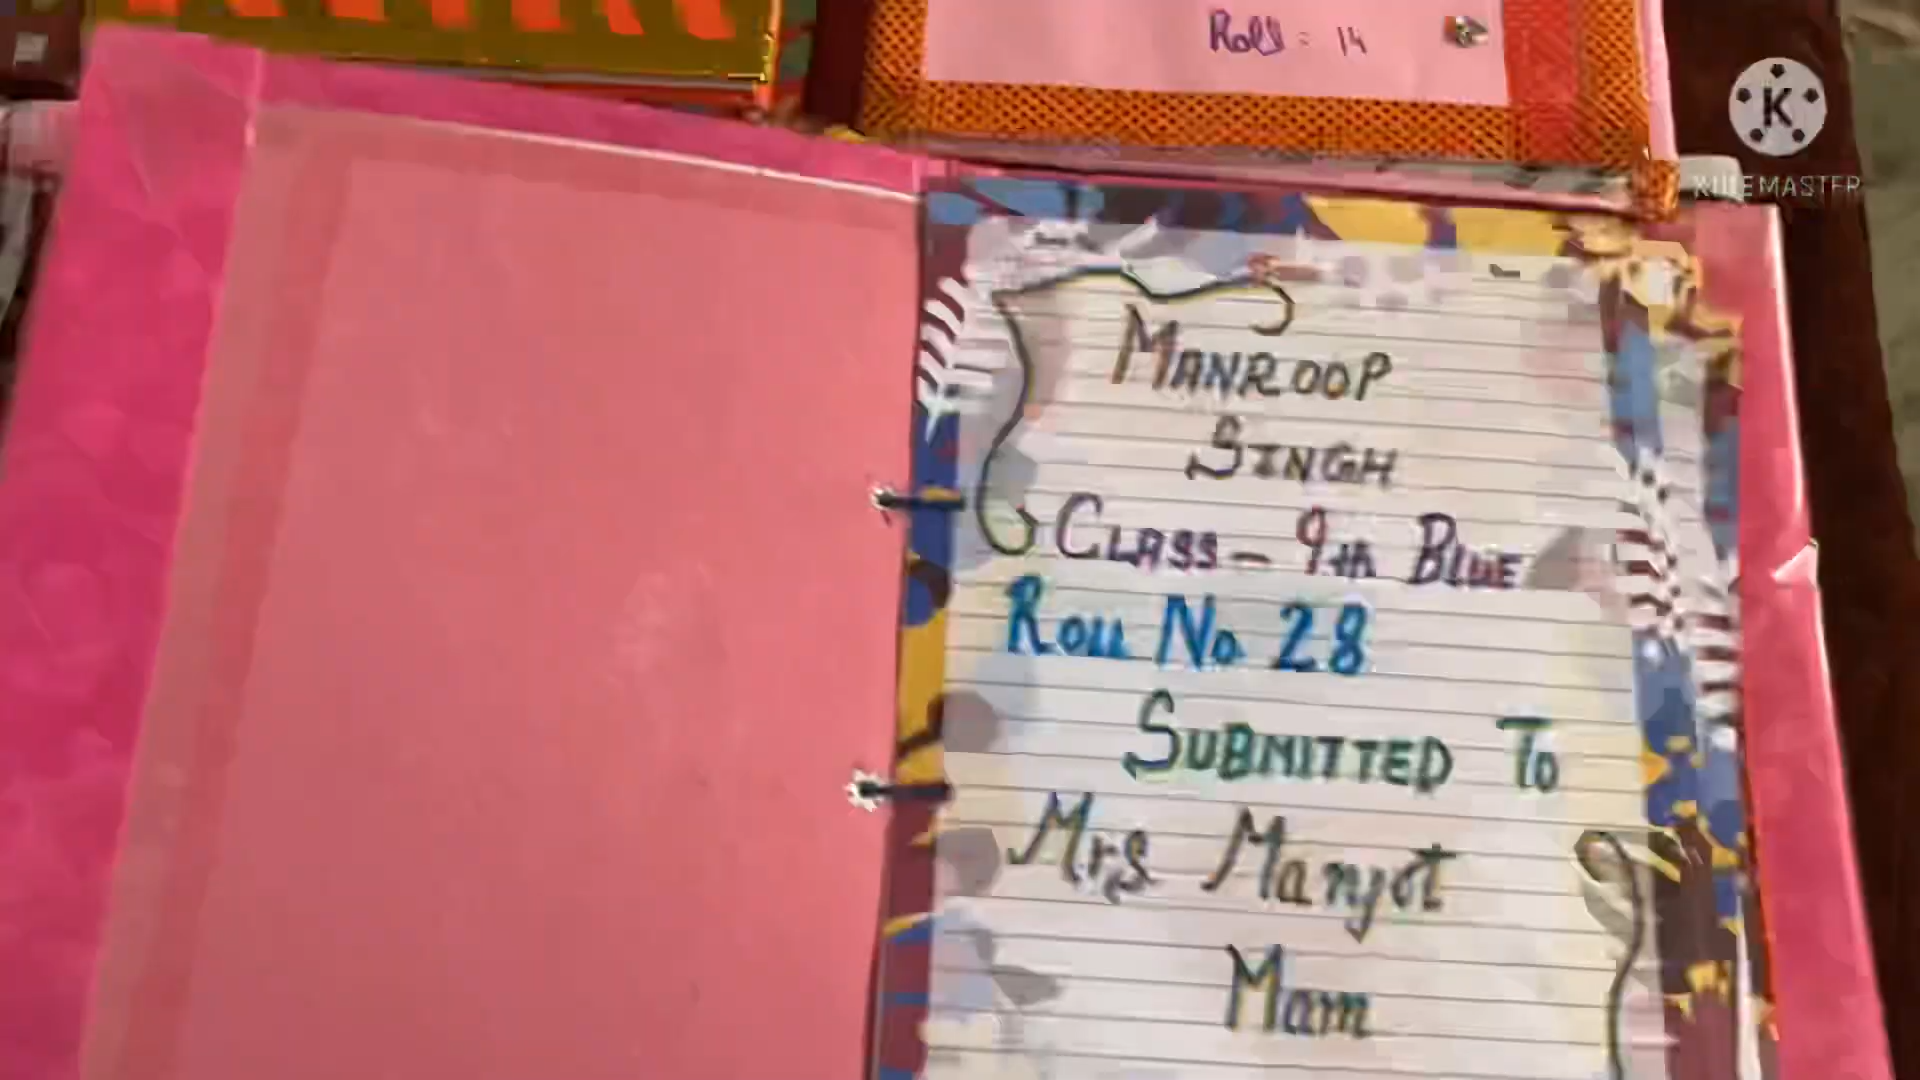 Roll : 14
K
KINEMASTER
MANROOP
SINGH
CLASS - 9th BLUE
Roll No. 28
SUBMITTED To
Mrs Manjot
Mam